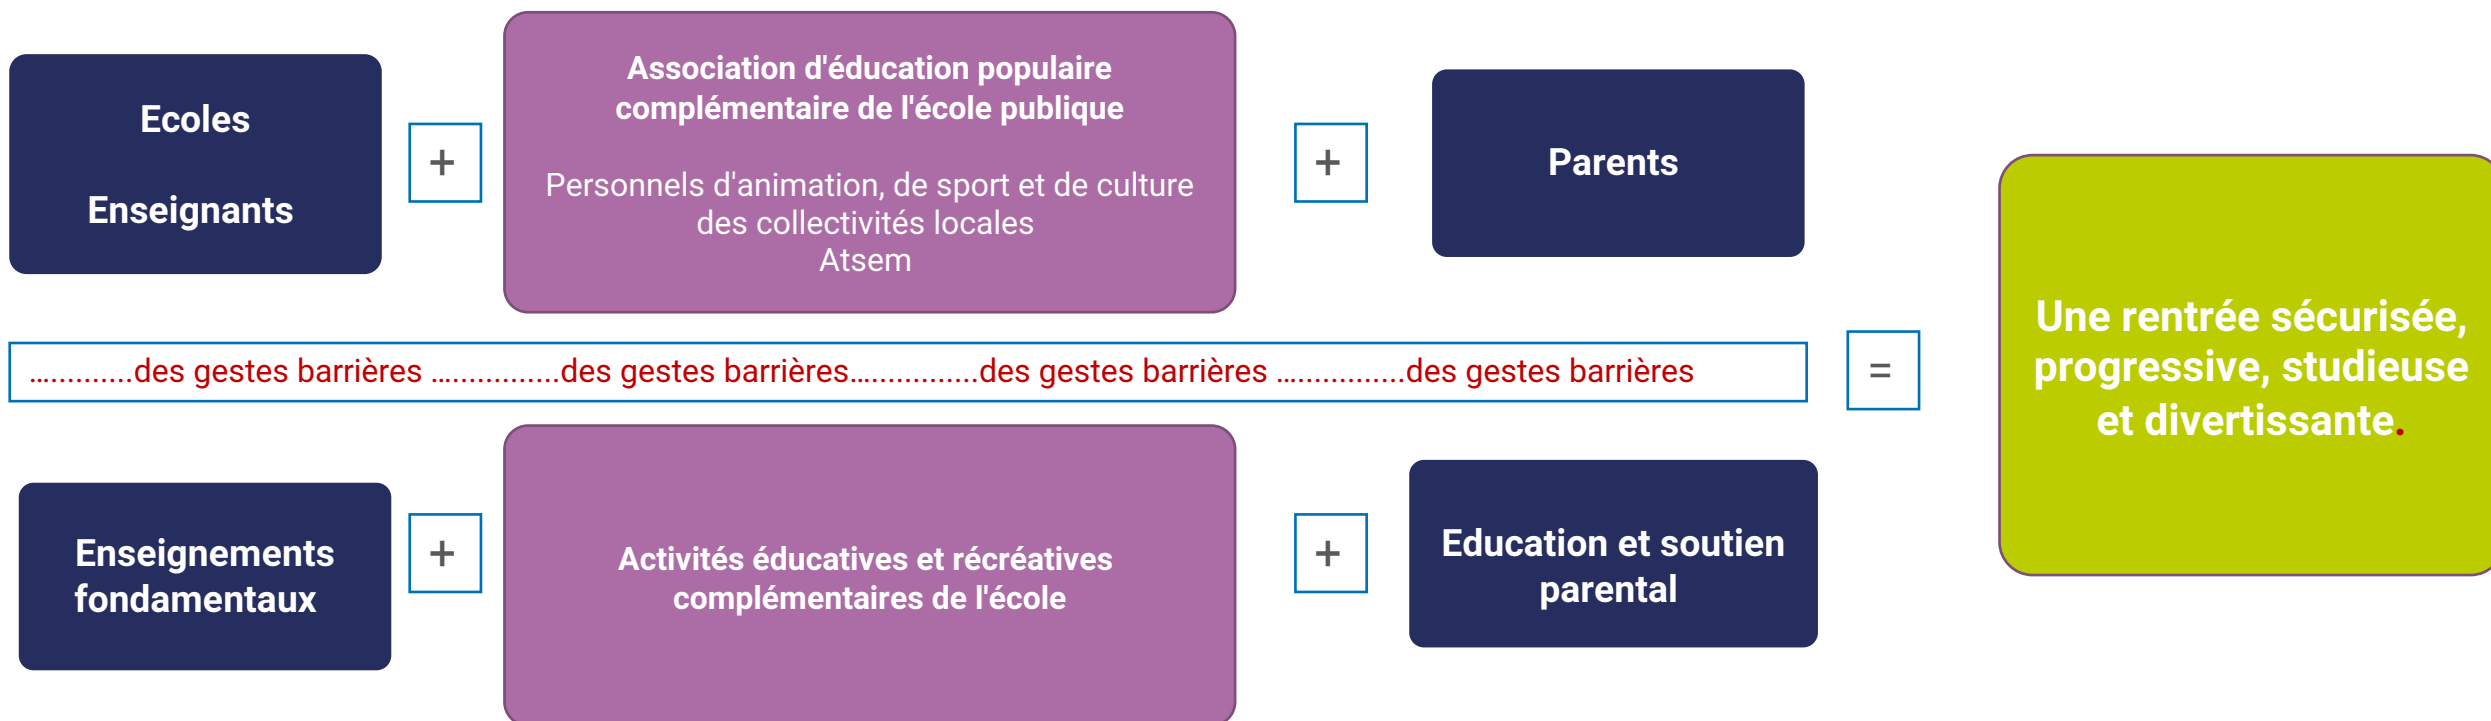 Ecoles
Enseignants
+
Association d'éducation populaire
complémentaire de l'école publique
Personnels d'animation, de sport et de culture
des collectivités locales
Atsem
+
Parents
............des gestes barrières ...............des gestes barrières...............des gestes barrières ...............des gestes barrières
=
Une rentrée sécurisée,
progressive, studieuse
et divertissante.
Enseignements
fondamentaux
+
Activités éducatives et récréatives
complémentaires de l'école
+
Education et soutien
parental